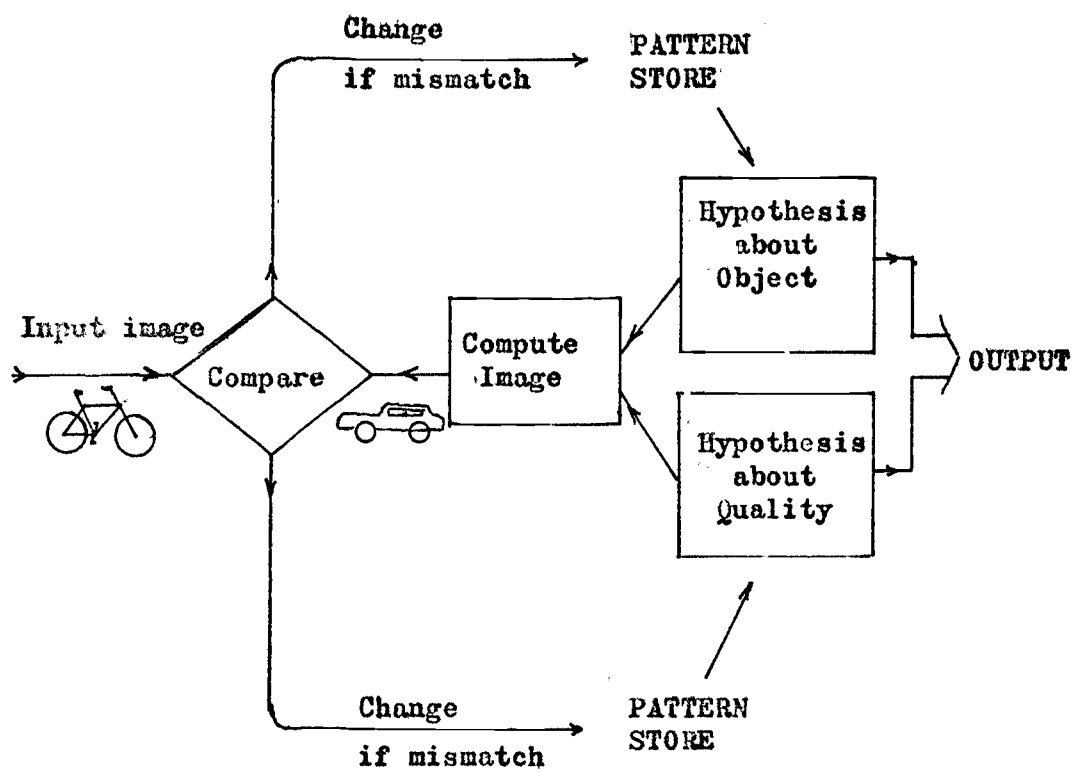 Change
if mismatch
PATTERN
STORE
Hypothesis
about
Object
Input image
Compare
Compute
Image
OUTPUT
Hypothesis
about
Quality
Change
if mismatch
PATTERN
STORE